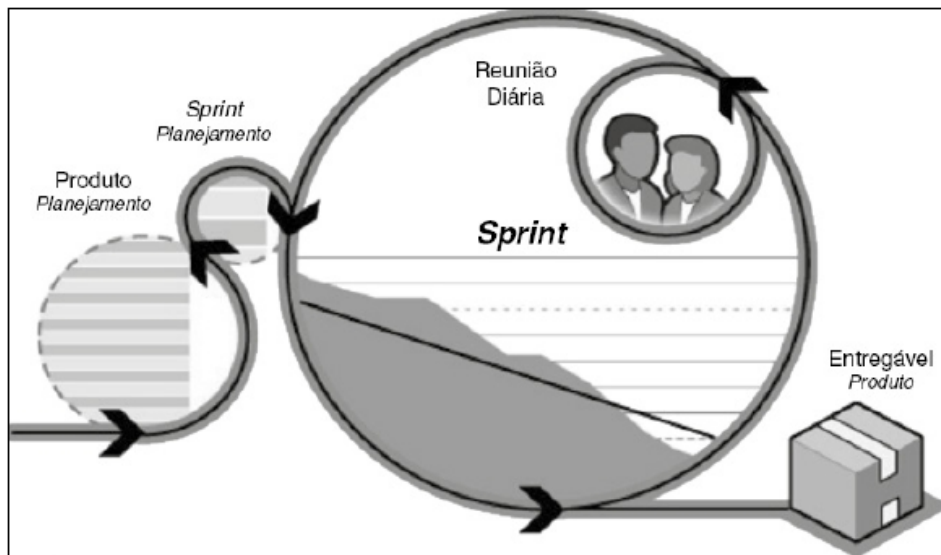 Reunião
Diária
Sprint
Planejamento
Produto
Planejamento
Sprint
Entregável
Produto